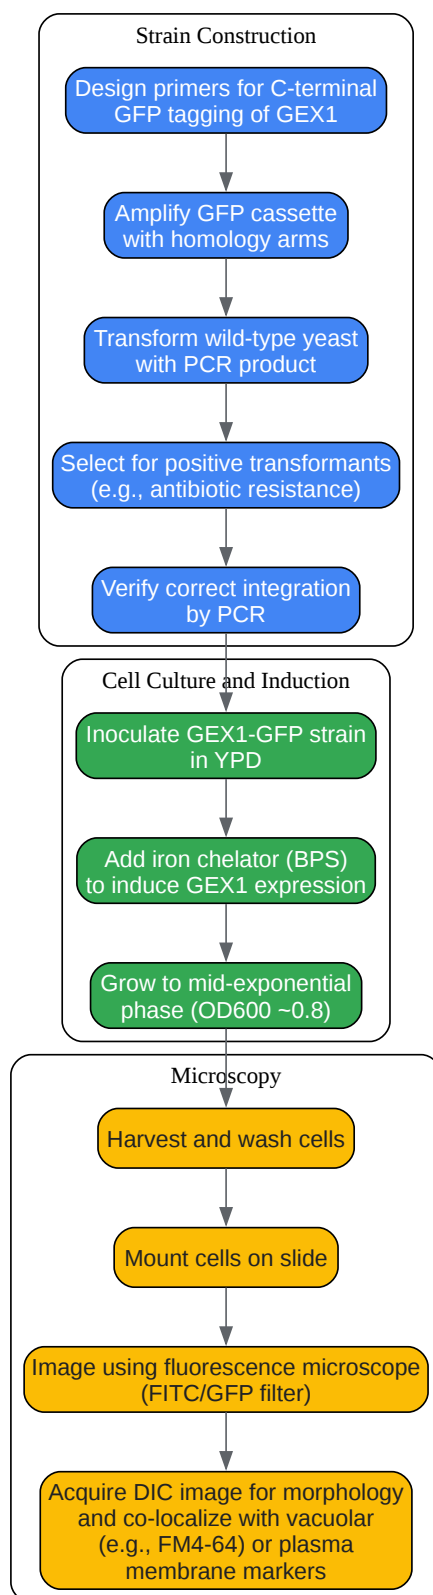 Strain Construction
Design primers for C-terminal
GFP tagging of GEX1
Amplify GFP cassette
with homology arms
Transform wild-type yeast
with PCR product
Select for positive transformants
(e.g., antibiotic resistance)
Verify correct integration
by PCR
Cell Culture and Induction
Inoculate GEX1-GFP strain
in YPD
Add iron chelator (BPS)
to induce GEX1 expression
Grow to mid-exponential
phase (OD600 ~0.8)
Microscopy
Harvest and wash cells
Mount cells on slide
Image using fluorescence microscope
(FITC/GFP filter)
Acquire DIC image for morphology
and co-localize with vacuolar
(e.g., FM4-64) or plasma
membrane markers